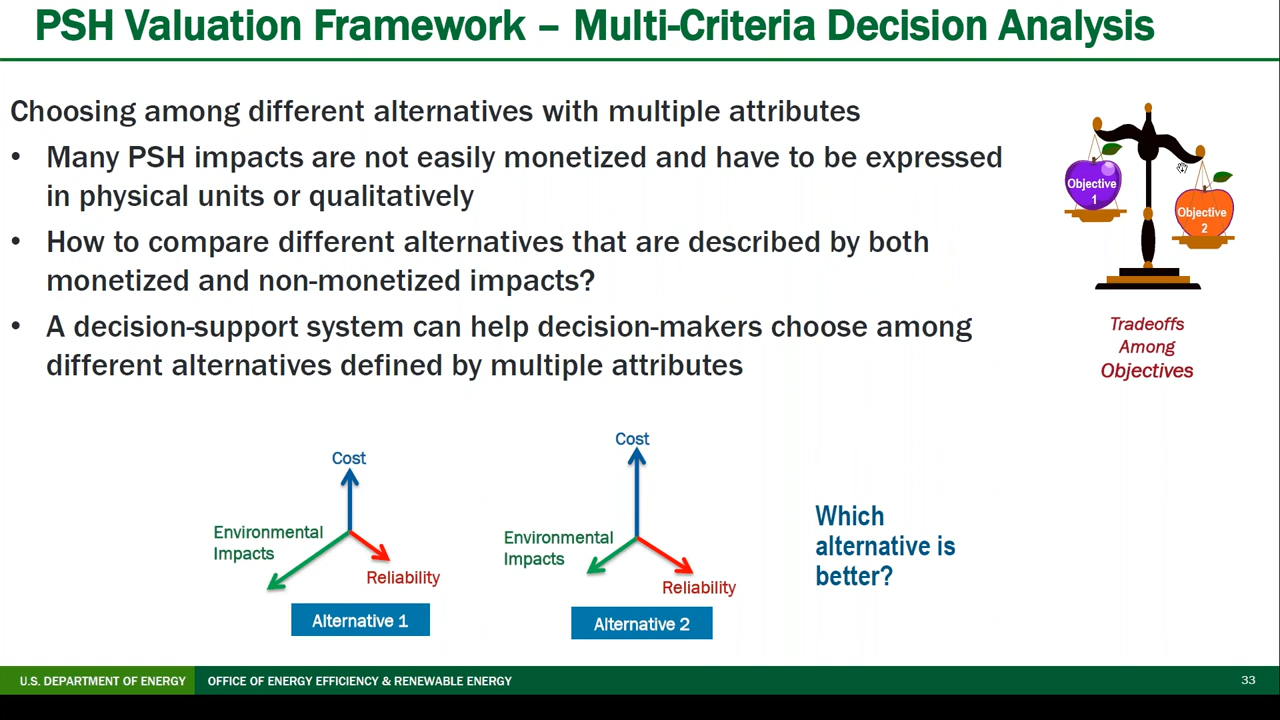 PSH Valuation Framework – Multi-Criteria Decision Analysis
Choosing among different alternatives with multiple attributes
• Many PSH impacts are not easily monetized and have to be expressed
in physical units or qualitatively
• How to compare different alternatives that are described by both
monetized and non-monetized impacts?
• A decision-support system can help decision-makers choose among
different alternatives defined by multiple attributes
Objective
1
Objective
2
Tradeoffs
Among
Objectives
Cost
Environmental
Impacts
Reliability
Alternative 1
Cost
Environmental
Impacts
Reliability
Alternative 2
Which
alternative is
better?
U.S. DEPARTMENT OF ENERGY OFFICE OF ENERGY EFFICIENCY & RENEWABLE ENERGY 33